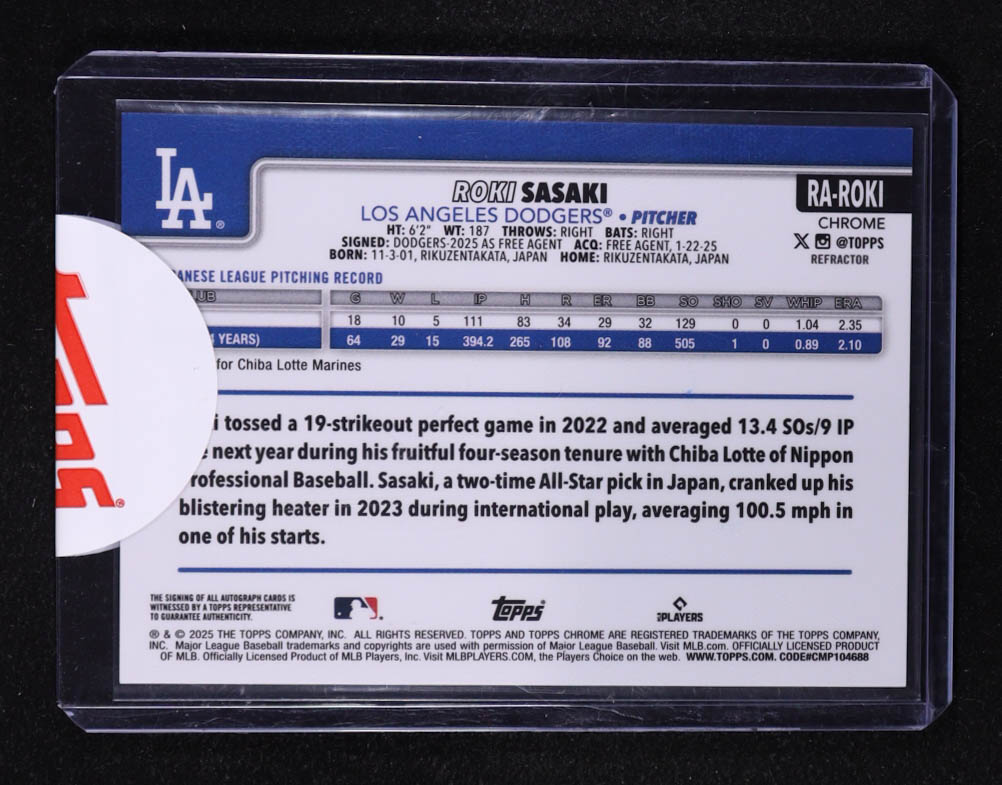 LA®
ROKI SASAKI
RA-ROKI
LOS ANGELES DODGERS® • PITCHER
CHROME
HT: 6'2" WT: 187 THROWS: RIGHT BATS: RIGHT
X @TOPPS
SIGNED: DODGERS-2025 AS FREE AGENT ACQ: FREE AGENT, 1-22-25
REFRACTOR
BORN: 11-3-01, RIKUZENTAKATA, JAPAN HOME: RIKUZENTAKATA, JAPAN
ANESE LEAGUE PITCHING RECORD
UB G W L IP H R ER BB SO SHO SV WHIP ERA
18 10 5 111 83 34 29 32 129 0 0 1.04 2.35
YEARS) 64 29 15 394.2 265 108 92 88 505 1 0 0.89 2.10
for Chiba Lotte Marines
i tossed a 19-strikeout perfect game in 2022 and averaged 13.4 SOs/9 IP
e next year during his fruitful four-season tenure with Chiba Lotte of Nippon
rofessional Baseball. Sasaki, a two-time All-Star pick in Japan, cranked up his
blistering heater in 2023 during international play, averaging 100.5 mph in
one of his starts.
THE SIGNING OF ALL AUTOGRAPH CARDS IS
WITNESSED BY A TOPPS REPRESENTATIVE
TO GUARANTEE AUTHENTICITY.
Topps
PLAYERS
® & © 2025 THE TOPPS COMPANY, INC. ALL RIGHTS RESERVED. TOPPS AND TOPPS CHROME ARE REGISTERED TRADEMARKS OF THE TOPPS COMPANY,
INC. Major League Baseball trademarks and copyrights are used with permission of Major League Baseball. Visit MLB.com. OFFICIALLY LICENSED PRODUCT
OF MLB. Officially Licensed Product of MLB Players, Inc. Visit MLBPLAYERS.COM, the Players Choice on the web. WWW.TOPPS.COM. CODE#CMP104688